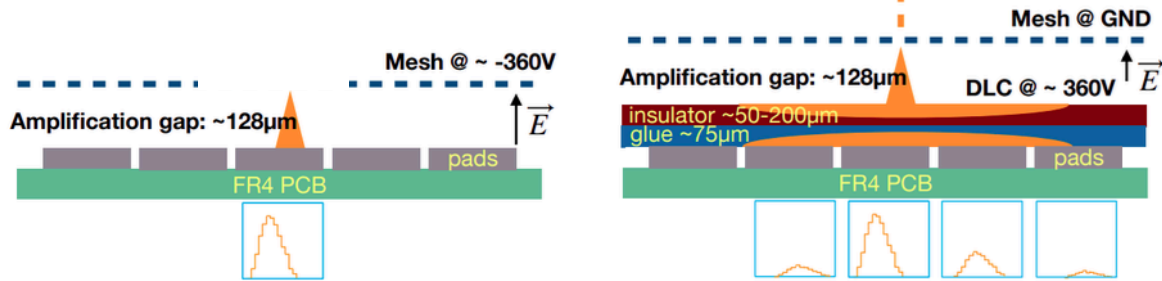 Mesh @ ~ -360V
Amplification gap: ~128μm
E
pads
FR4 PCB
Mesh @ GND
Amplification gap: ~128μm
DLC @ ~ 360V
E
insulator ~50-200μm
glue ~75μm
pads
FR4 PCB